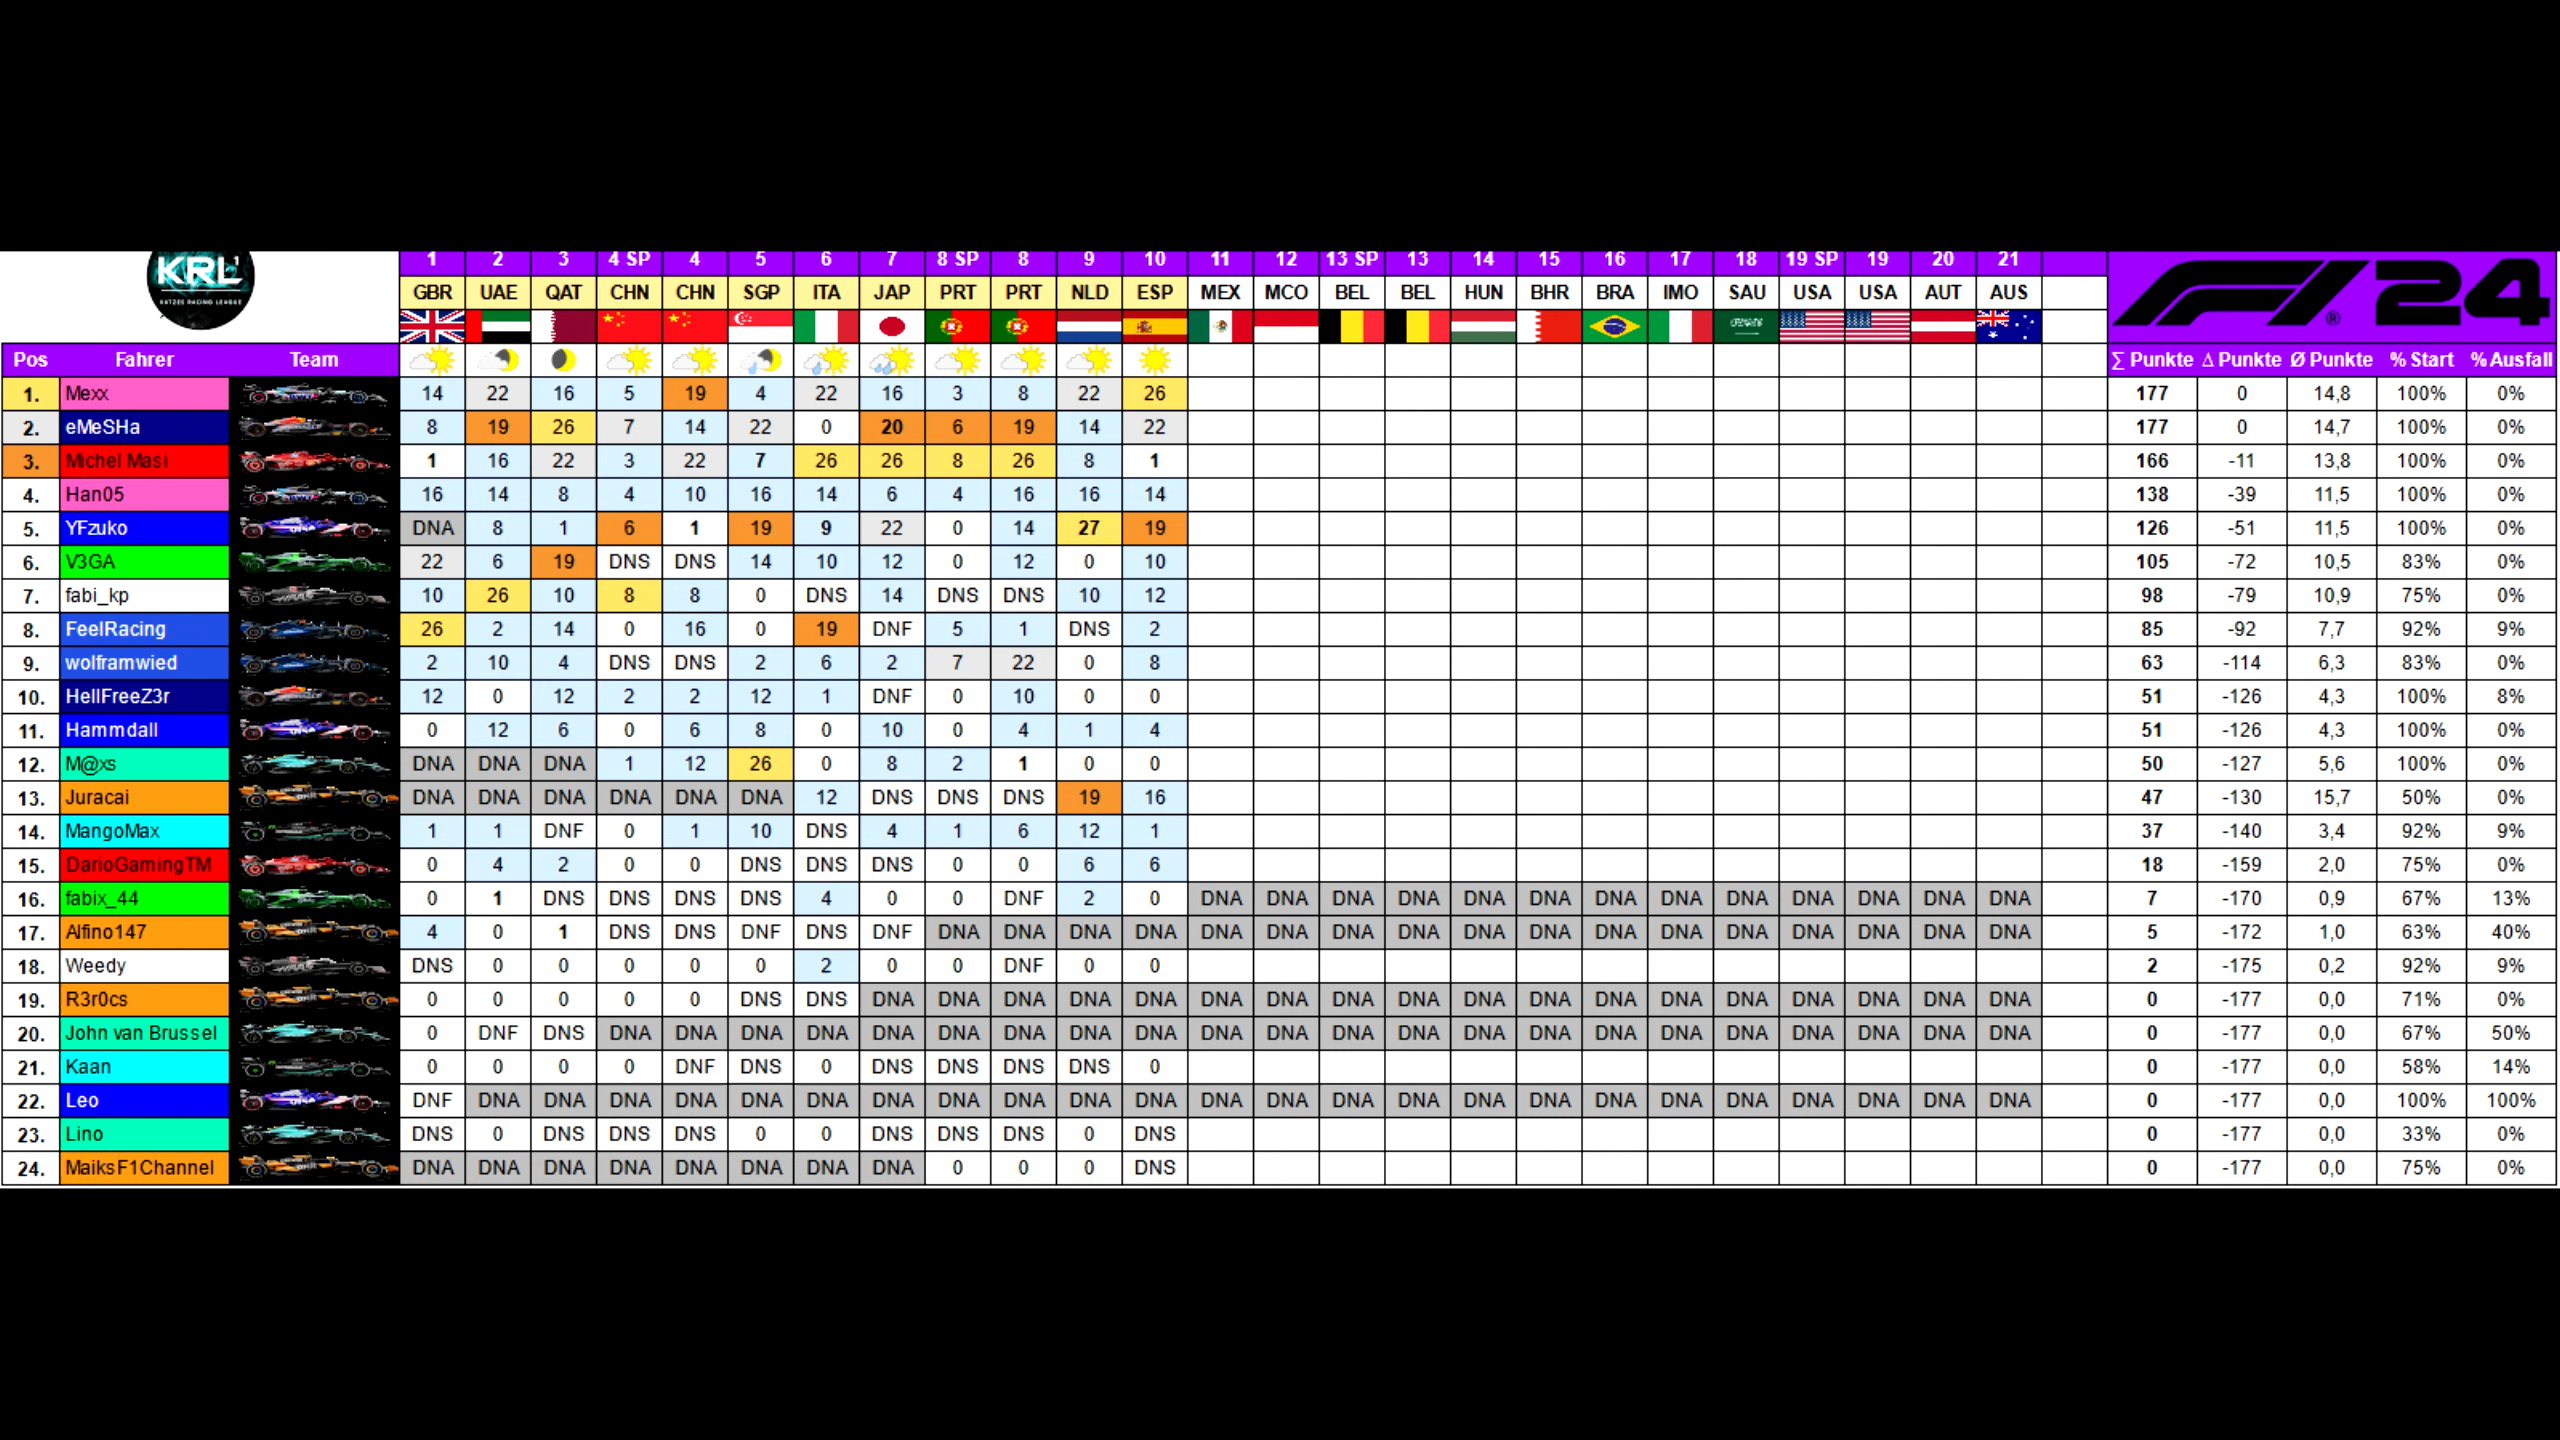 KRL1
KUTZES RACING LEAGUE
1 2 3 4 SP 4 5 6 7 8 SP 8 9 10 11 12 13 SP 13 14 15 16 17 18 19 SP 19 20 21
GBR UAE QAT CHN CHN SGP ITA JAP PRT PRT NLD ESP MEX MCO BEL BEL HUN BHR BRA IMO SAU USA USA AUT AUS
F1 24 ®
Pos Fahrer Team ∑ Punkte Δ Punkte Ø Punkte % Start % Ausfall
1. Mexx 14 22 16 5 19 4 22 16 3 8 22 26 177 0 14,8 100% 0%
2. eMeSHa 8 19 26 7 14 22 0 20 6 19 14 22 177 0 14,7 100% 0%
3. Michel Masi 1 16 22 3 22 7 26 26 8 26 8 1 166 -11 13,8 100% 0%
4. Han05 16 14 8 4 10 16 14 6 4 16 16 14 138 -39 11,5 100% 0%
5. YFzuko DNA 8 1 6 1 19 9 22 0 14 27 19 126 -51 11,5 100% 0%
6. V3GA 22 6 19 DNS DNS 14 10 12 0 12 0 10 105 -72 10,5 83% 0%
7. fabi_kp 10 26 10 8 8 0 DNS 14 DNS DNS 10 12 98 -79 10,9 75% 0%
8. FeelRacing 26 2 14 0 16 0 19 DNF 5 1 DNS 2 85 -92 7,7 92% 9%
9. wolframwied 2 10 4 DNS DNS 2 6 2 7 22 0 8 63 -114 6,3 83% 0%
10. HellFreeZ3r 12 0 12 2 2 12 1 DNF 0 10 0 0 51 -126 4,3 100% 8%
11. Hammdall 0 12 6 0 6 8 0 10 0 4 1 4 51 -126 4,3 100% 0%
12. M@xs DNA DNA DNA 1 12 26 0 8 2 1 0 0 50 -127 5,6 100% 0%
13. Juracai DNA DNA DNA DNA DNA DNA 12 DNS DNS DNS 19 16 47 -130 15,7 50% 0%
14. MangoMax 1 1 DNF 0 1 10 DNS 4 1 6 12 1 37 -140 3,4 92% 9%
15. DarioGamingTM 0 4 2 0 0 DNS DNS DNS 0 0 6 6 18 -159 2,0 75% 0%
16. fabix_44 0 1 DNS DNS DNS DNS 4 0 0 DNF 2 0 DNA DNA DNA DNA DNA DNA DNA DNA DNA DNA DNA DNA DNA 7 -170 0,9 67% 13%
17. Alfino147 4 0 1 DNS DNS DNF DNS DNF DNA DNA DNA DNA DNA DNA DNA DNA DNA DNA DNA DNA DNA DNA DNA DNA DNA 5 -172 1,0 63% 40%
18. Weedy DNS 0 0 0 0 0 2 0 0 DNF 0 0 2 -175 0,2 92% 9%
19. R3r0cs 0 0 0 0 0 DNS DNS DNA DNA DNA DNA DNA DNA DNA DNA DNA DNA DNA DNA DNA DNA DNA DNA DNA DNA 0 -177 0,0 71% 0%
20. John van Brussel 0 DNF DNS DNA DNA DNA DNA DNA DNA DNA DNA DNA DNA DNA DNA DNA DNA DNA DNA DNA DNA DNA DNA DNA DNA 0 -177 0,0 67% 50%
21. Kaan 0 0 0 0 DNF DNS 0 DNS DNS DNS DNS 0 0 -177 0,0 58% 14%
22. Leo DNF DNA DNA DNA DNA DNA DNA DNA DNA DNA DNA DNA DNA DNA DNA DNA DNA DNA DNA DNA DNA DNA DNA DNA DNA 0 -177 0,0 100% 100%
23. Lino DNS 0 DNS DNS DNS 0 0 DNS DNS DNS 0 DNS 0 -177 0,0 33% 0%
24. MaiksF1Channel DNA DNA DNA DNA DNA DNA DNA DNA 0 0 0 DNS 0 -177 0,0 75% 0%